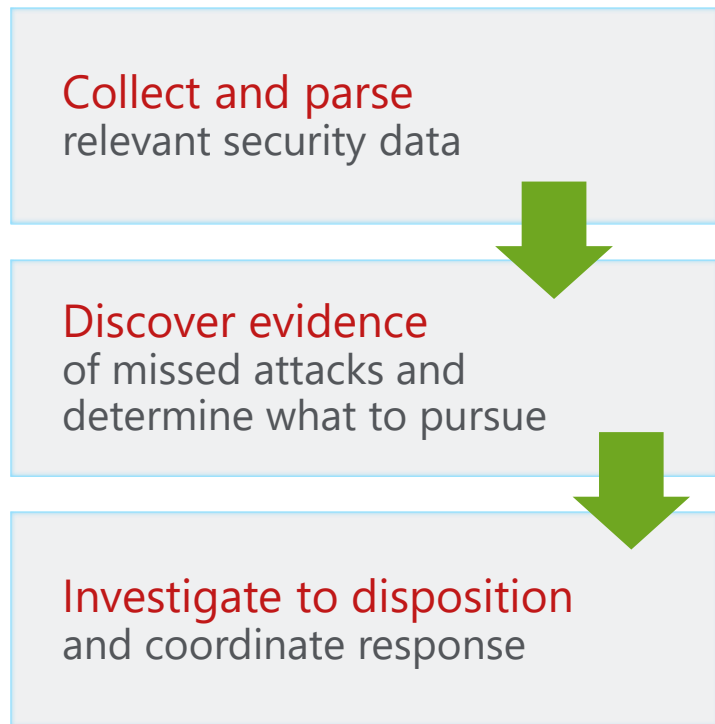 Collect and parse
relevant security data
Discover evidence
of missed attacks and
determine what to pursue
Investigate to disposition
and coordinate response